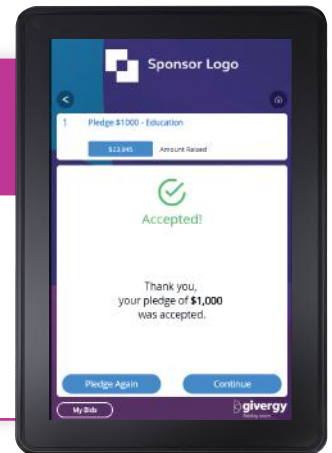 Sponsor Logo
<
1 Pledge $1000 - Education
$23,845 Amount Raised
Accepted!
Thank you,
your pledge of $1,000
was accepted.
Pledge Again Continue
My Bids givergy